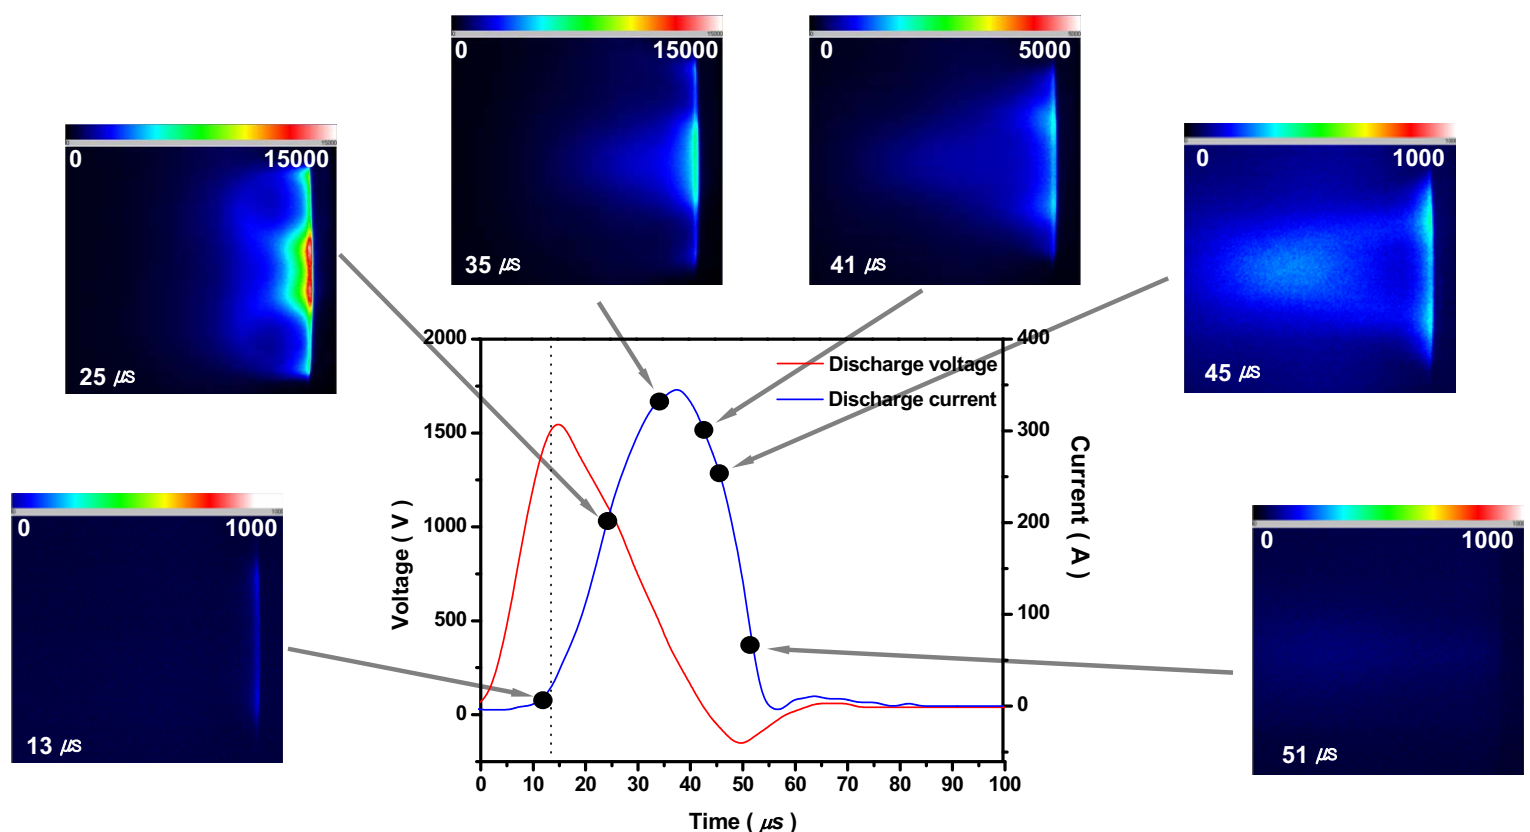 0 15000
35 μs
0 5000
41 μs
0 15000
25 μs
0 1000
45 μs
0 1000
13 μs
0 1000
51 μs
Discharge voltage
Discharge current
2000
1500
1000
500
0
Voltage ( V )
400
300
200
100
0
Current ( A )
0 10 20 30 40 50 60 70 80 90 100
Time ( μs )